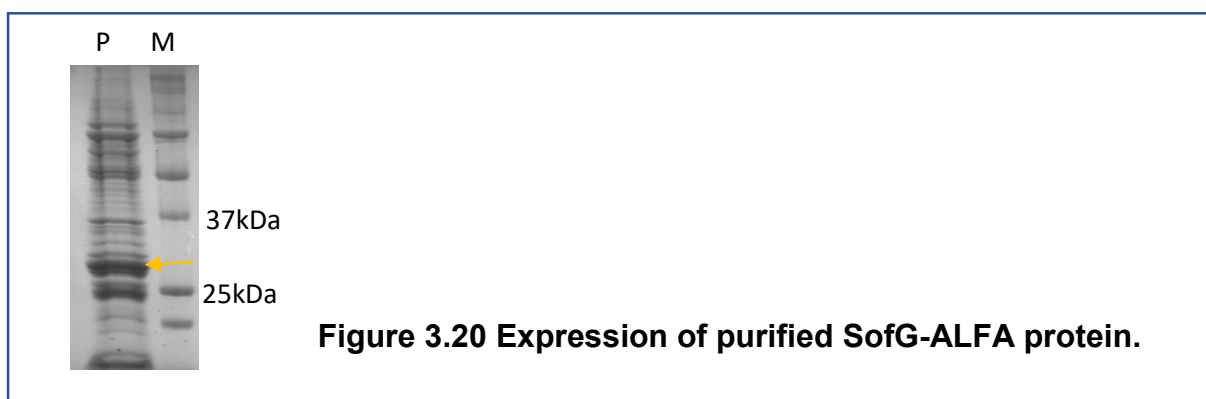 P M
37kDa
25kDa
Figure 3.20 Expression of purified SofG-ALFA protein.